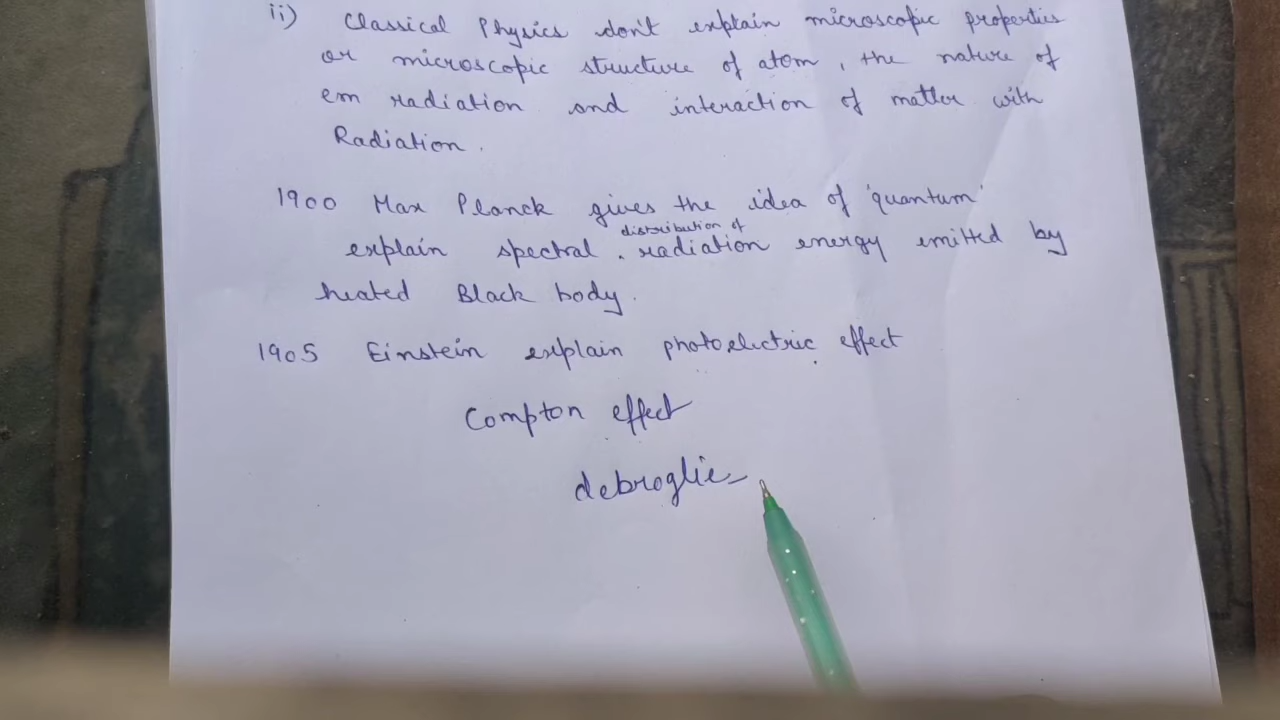 ii) Classical Physics don't explain microscopic properties
or microscopic structure of atom, the nature of
em radiation and interaction of matter with
Radiation.
1900 Max Planck gives the idea of 'quantum'
distribution of
explain spectral . radiation energy emitted by
heated Black body.
1905 Einstein explain photoelectric effect
Compton effect
debroglie